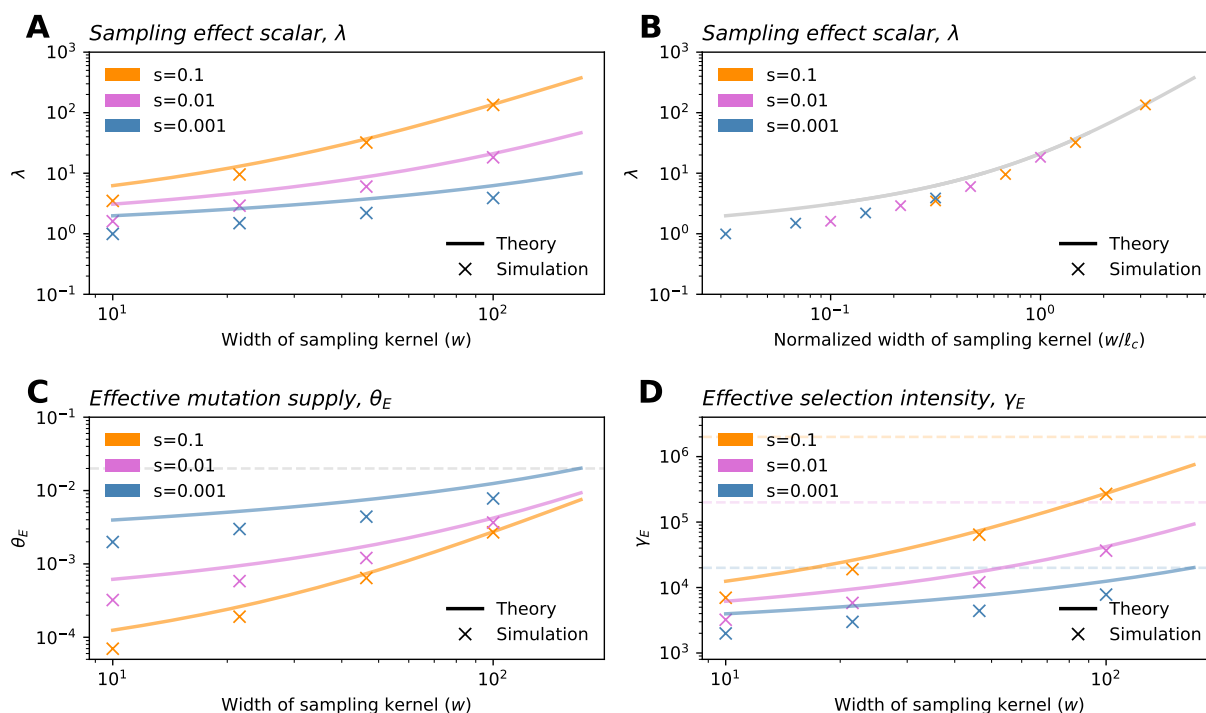 A
Sampling effect scalar, λ
10³
10²
10¹
10⁰
10⁻¹
λ
s=0.1
s=0.01
s=0.001
Theory
Simulation
10¹
10²
Width of sampling kernel (w)
B
Sampling effect scalar, λ
10³
10²
10¹
10⁰
10⁻¹
λ
s=0.1
s=0.01
s=0.001
Theory
Simulation
10⁻¹
10⁰
Normalized width of sampling kernel (w/ℓ_c)
C
Effective mutation supply, θ_E
10⁻¹
10⁻²
10⁻³
10⁻⁴
θ_E
s=0.1
s=0.01
s=0.001
Theory
Simulation
10¹
10²
Width of sampling kernel (w)
D
Effective selection intensity, γ_E
10⁶
10⁵
10⁴
10³
γ_E
s=0.1
s=0.01
s=0.001
Theory
Simulation
10¹
10²
Width of sampling kernel (w)